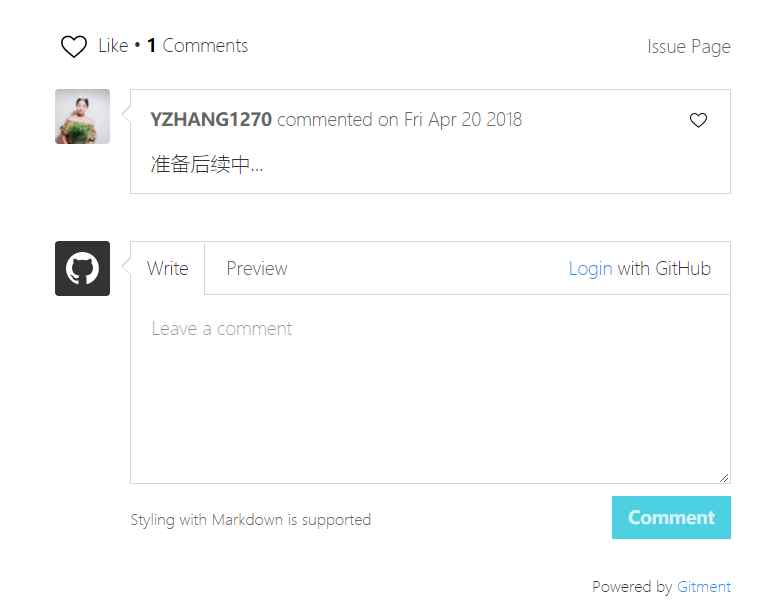 Like • 1 Comments Issue Page
YZHANG1270 commented on Fri Apr 20 2018
准备后续中...
Write Preview Login with GitHub
Leave a comment
Styling with Markdown is supported Comment
Powered by Gitment